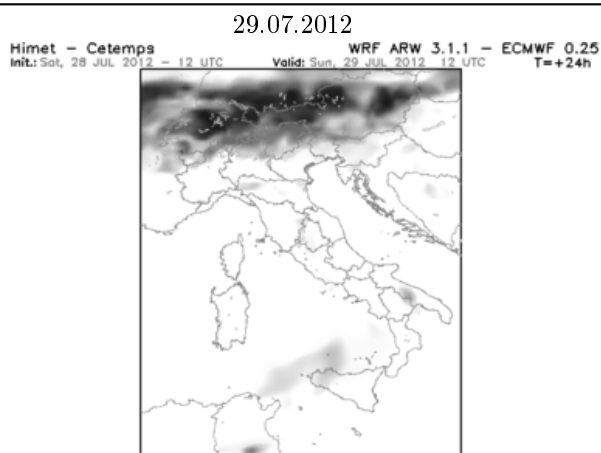 29.07.2012
Himet - Cetemps WRF ARW 3.1.1 - ECMWF 0.25
Init.: Sat, 28 JUL 2012 - 12 UTC Valid: Sun, 29 JUL 2012 12 UTC T=+24h